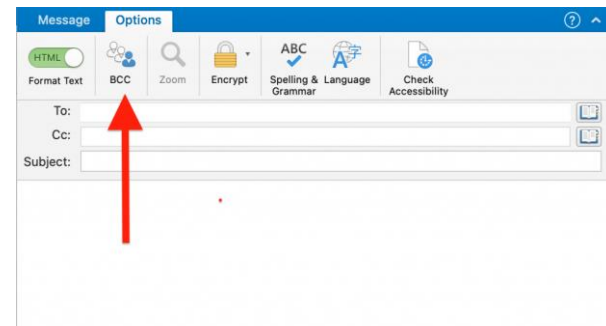 Message Options
HTML
Format Text BCC Zoom Encrypt Spelling & Grammar Language Check Accessibility
ABC
To:
Cc:
Subject: